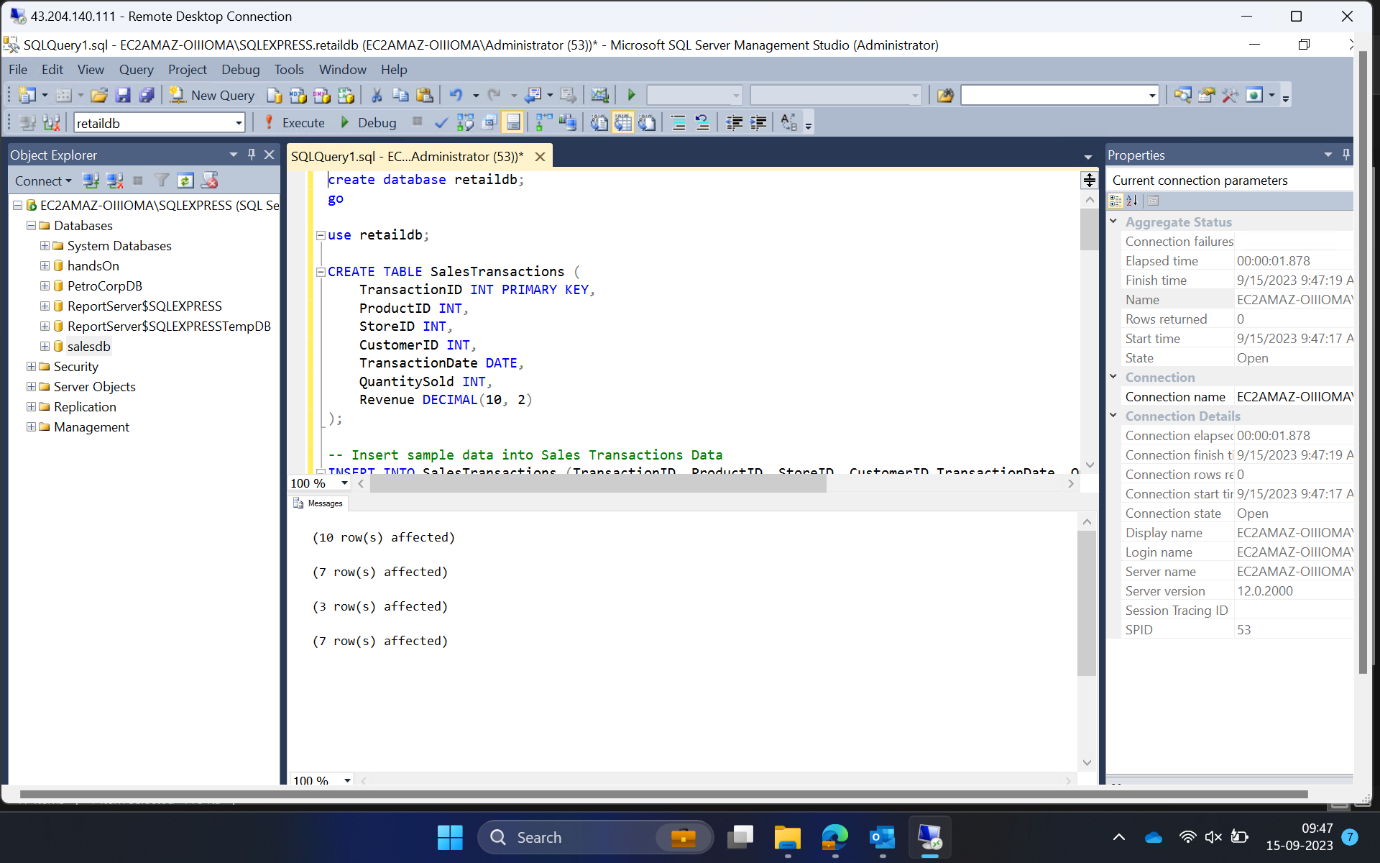 43.204.140.111 - Remote Desktop Connection
SQLQuery1.sql - EC2AMAZ-OIIIOMA\SQLEXPRESS.retaildb (EC2AMAZ-OIIIOMA\Administrator (53))* - Microsoft SQL Server Management Studio (Administrator)
File Edit View Query Project Debug Tools Window Help
New Query
retaildb Execute Debug
Object Explorer
Connect
EC2AMAZ-OIIIOMA\SQLEXPRESS (SQL Se
Databases
System Databases
handsOn
PetroCorpDB
ReportServer$SQLEXPRESS
ReportServer$SQLEXPRESSTempDB
salesdb
Security
Server Objects
Replication
Management
SQLQuery1.sql - EC...Administrator (53))*
create database retaildb;
go
use retaildb;
CREATE TABLE SalesTransactions (
TransactionID INT PRIMARY KEY,
ProductID INT,
StoreID INT,
CustomerID INT,
TransactionDate DATE,
QuantitySold INT,
Revenue DECIMAL(10, 2)
);
-- Insert sample data into Sales Transactions Data
INSERT INTO SalesTransactions (TransactionID, ProductID, StoreID, CustomerID,TransactionDate,
100 %
Messages
(10 row(s) affected)
(7 row(s) affected)
(3 row(s) affected)
(7 row(s) affected)
100 %
Properties
Current connection parameters
Aggregate Status
Connection failures
Elapsed time 00:00:01.878
Finish time 9/15/2023 9:47:19 A
Name EC2AMAZ-OIIIOMA\
Rows returned 0
Start time 9/15/2023 9:47:17 A
State Open
Connection
Connection name EC2AMAZ-OIIIOMA\
Connection Details
Connection elapsec 00:00:01.878
Connection finish ti 9/15/2023 9:47:19 A
Connection rows re 0
Connection start tir 9/15/2023 9:47:17 A
Connection state Open
Display name EC2AMAZ-OIIIOMA\
Login name EC2AMAZ-OIIIOMA\
Server name EC2AMAZ-OIIIOMA\
Server version 12.0.2000
Session Tracing ID
SPID 53
Search
09:47
15-09-2023
7